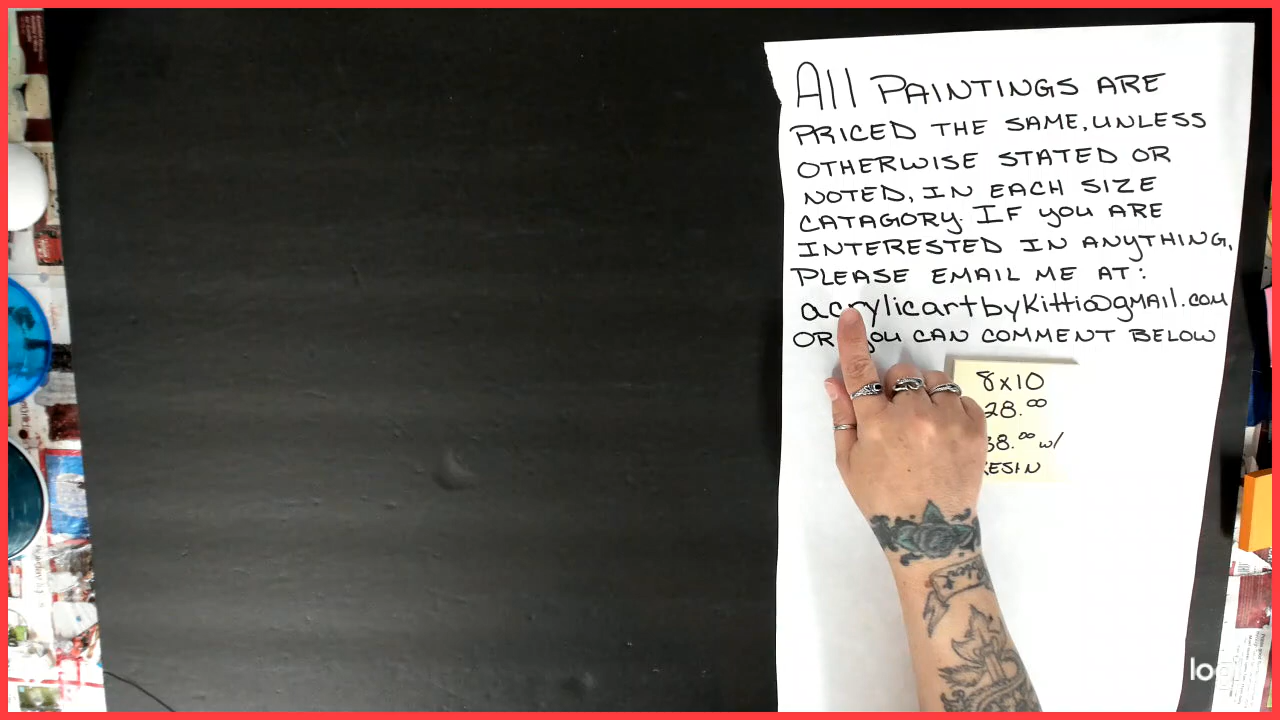 All PAINTINGS ARE
PRICED THE SAME, UNLESS
OTHERWISE STATED OR
NOTED, IN EACH SIZE
CATAGORY. IF you ARE
INTERESTED IN ANYTHING,
PLEASE EMAIL ME AT:
acrylicartbyKitti@gmail.com
OR you CAN COMMENT BELOW
8x10
28.00
38.00 w/
RESIN